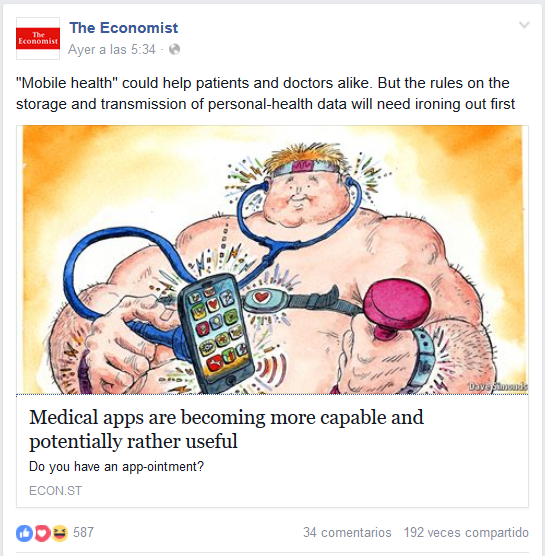 The
Economist
The Economist
Ayer a las 5:34 ·
"Mobile health" could help patients and doctors alike. But the rules on the
storage and transmission of personal-health data will need ironing out first
Dave Simonds
Medical apps are becoming more capable and
potentially rather useful
Do you have an app-ointment?
ECON.ST
587
34 comentarios 192 veces compartido